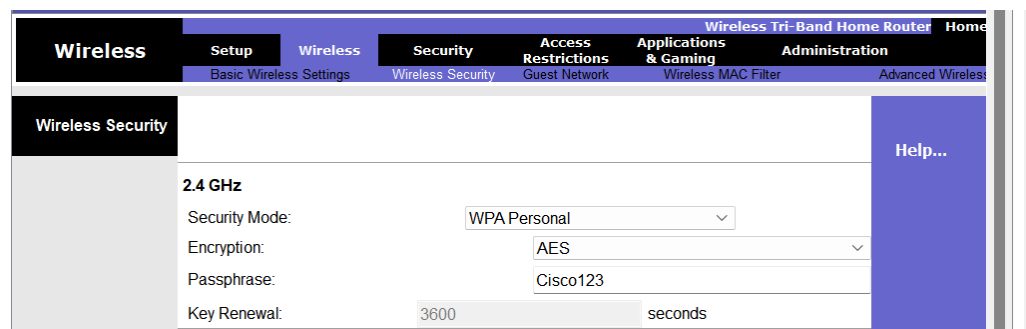 Wireless Tri-Band Home Router Home
Wireless
Setup Wireless Security Access Restrictions Applications & Gaming Administration
Basic Wireless Settings Wireless Security Guest Network Wireless MAC Filter Advanced Wireless
Wireless Security
Help...
2.4 GHz
Security Mode: WPA Personal
Encryption: AES
Passphrase: Cisco123
Key Renewal: 3600 seconds